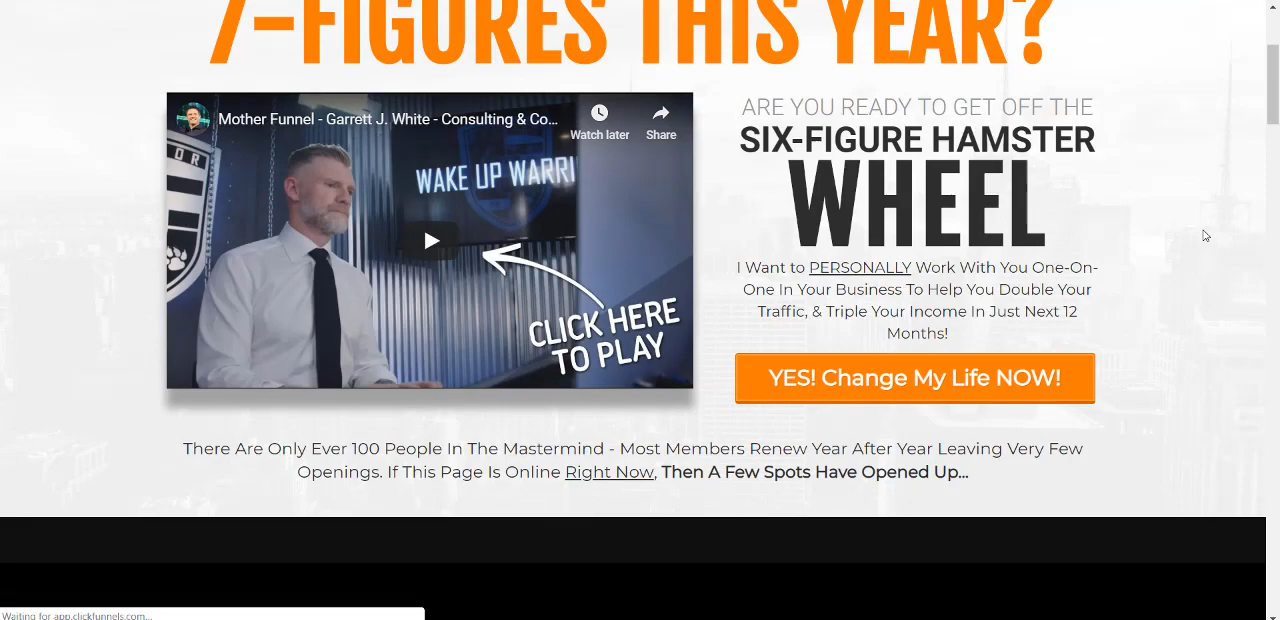 7-FIGURES THIS YEAR?
Mother Funnel - Garrett J. White - Consulting & Co...
Watch later
Share
OR
WAKE UP WARRI
CLICK HERE
TO PLAY
ARE YOU READY TO GET OFF THE
SIX-FIGURE HAMSTER
WHEEL
I Want to PERSONALLY Work With You One-On-
One In Your Business To Help You Double Your
Traffic, & Triple Your Income In Just Next 12
Months!
YES! Change My Life NOW!
There Are Only Ever 100 People In The Mastermind - Most Members Renew Year After Year Leaving Very Few
Openings. If This Page Is Online Right Now, Then A Few Spots Have Opened Up...
Waiting for app.clickfunnels.com...